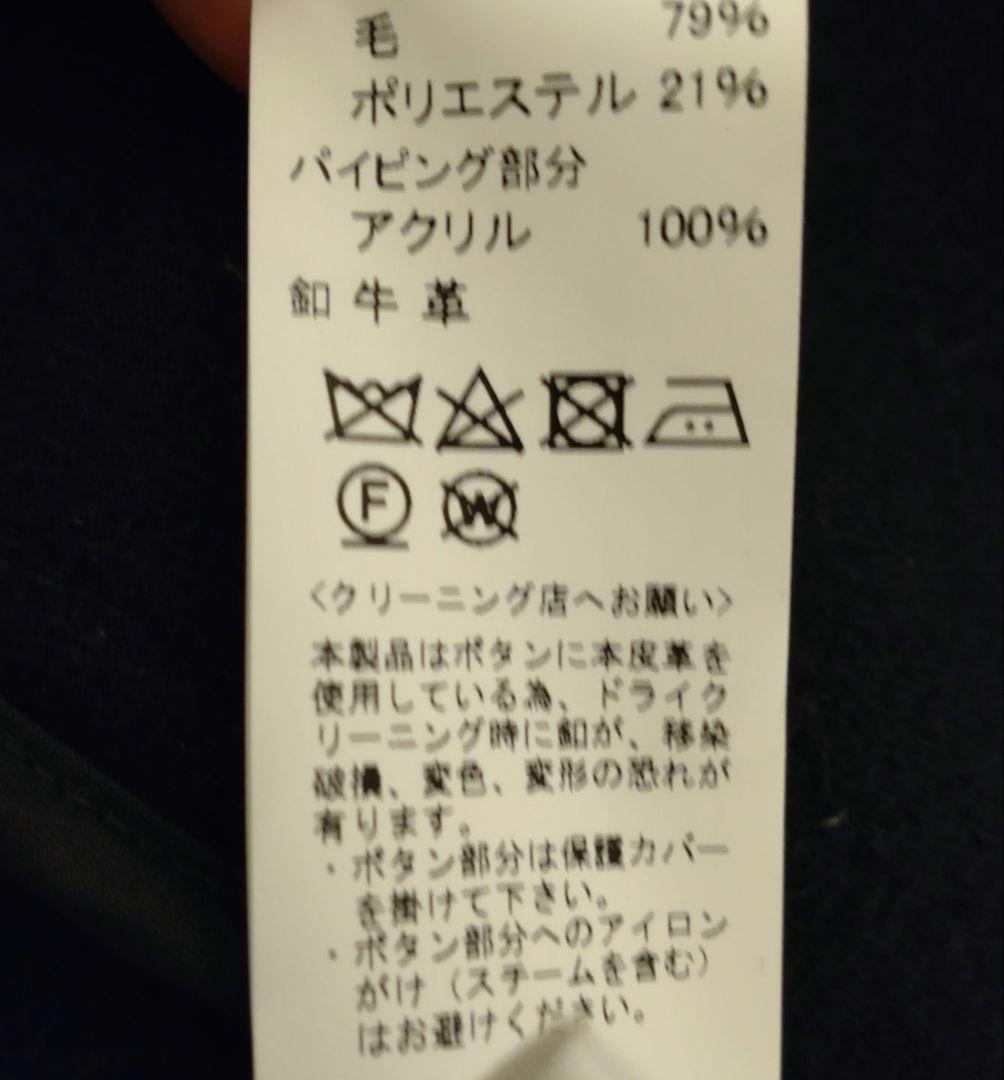 毛 79%
ポリエステル 21%
パイピング部分
アクリル 100%
釦 牛 革
F W
<クリーニング店へお願い>
本製品はボタンに本皮革を
使用している為、ドライク
リーニング時に釦が、移染
破損、変色、変形の恐れが
有ります。
・ボタン部分は保護カバー
を掛けて下さい。
・ボタン部分へのアイロン
がけ（スチームを含む）
はお避けください。